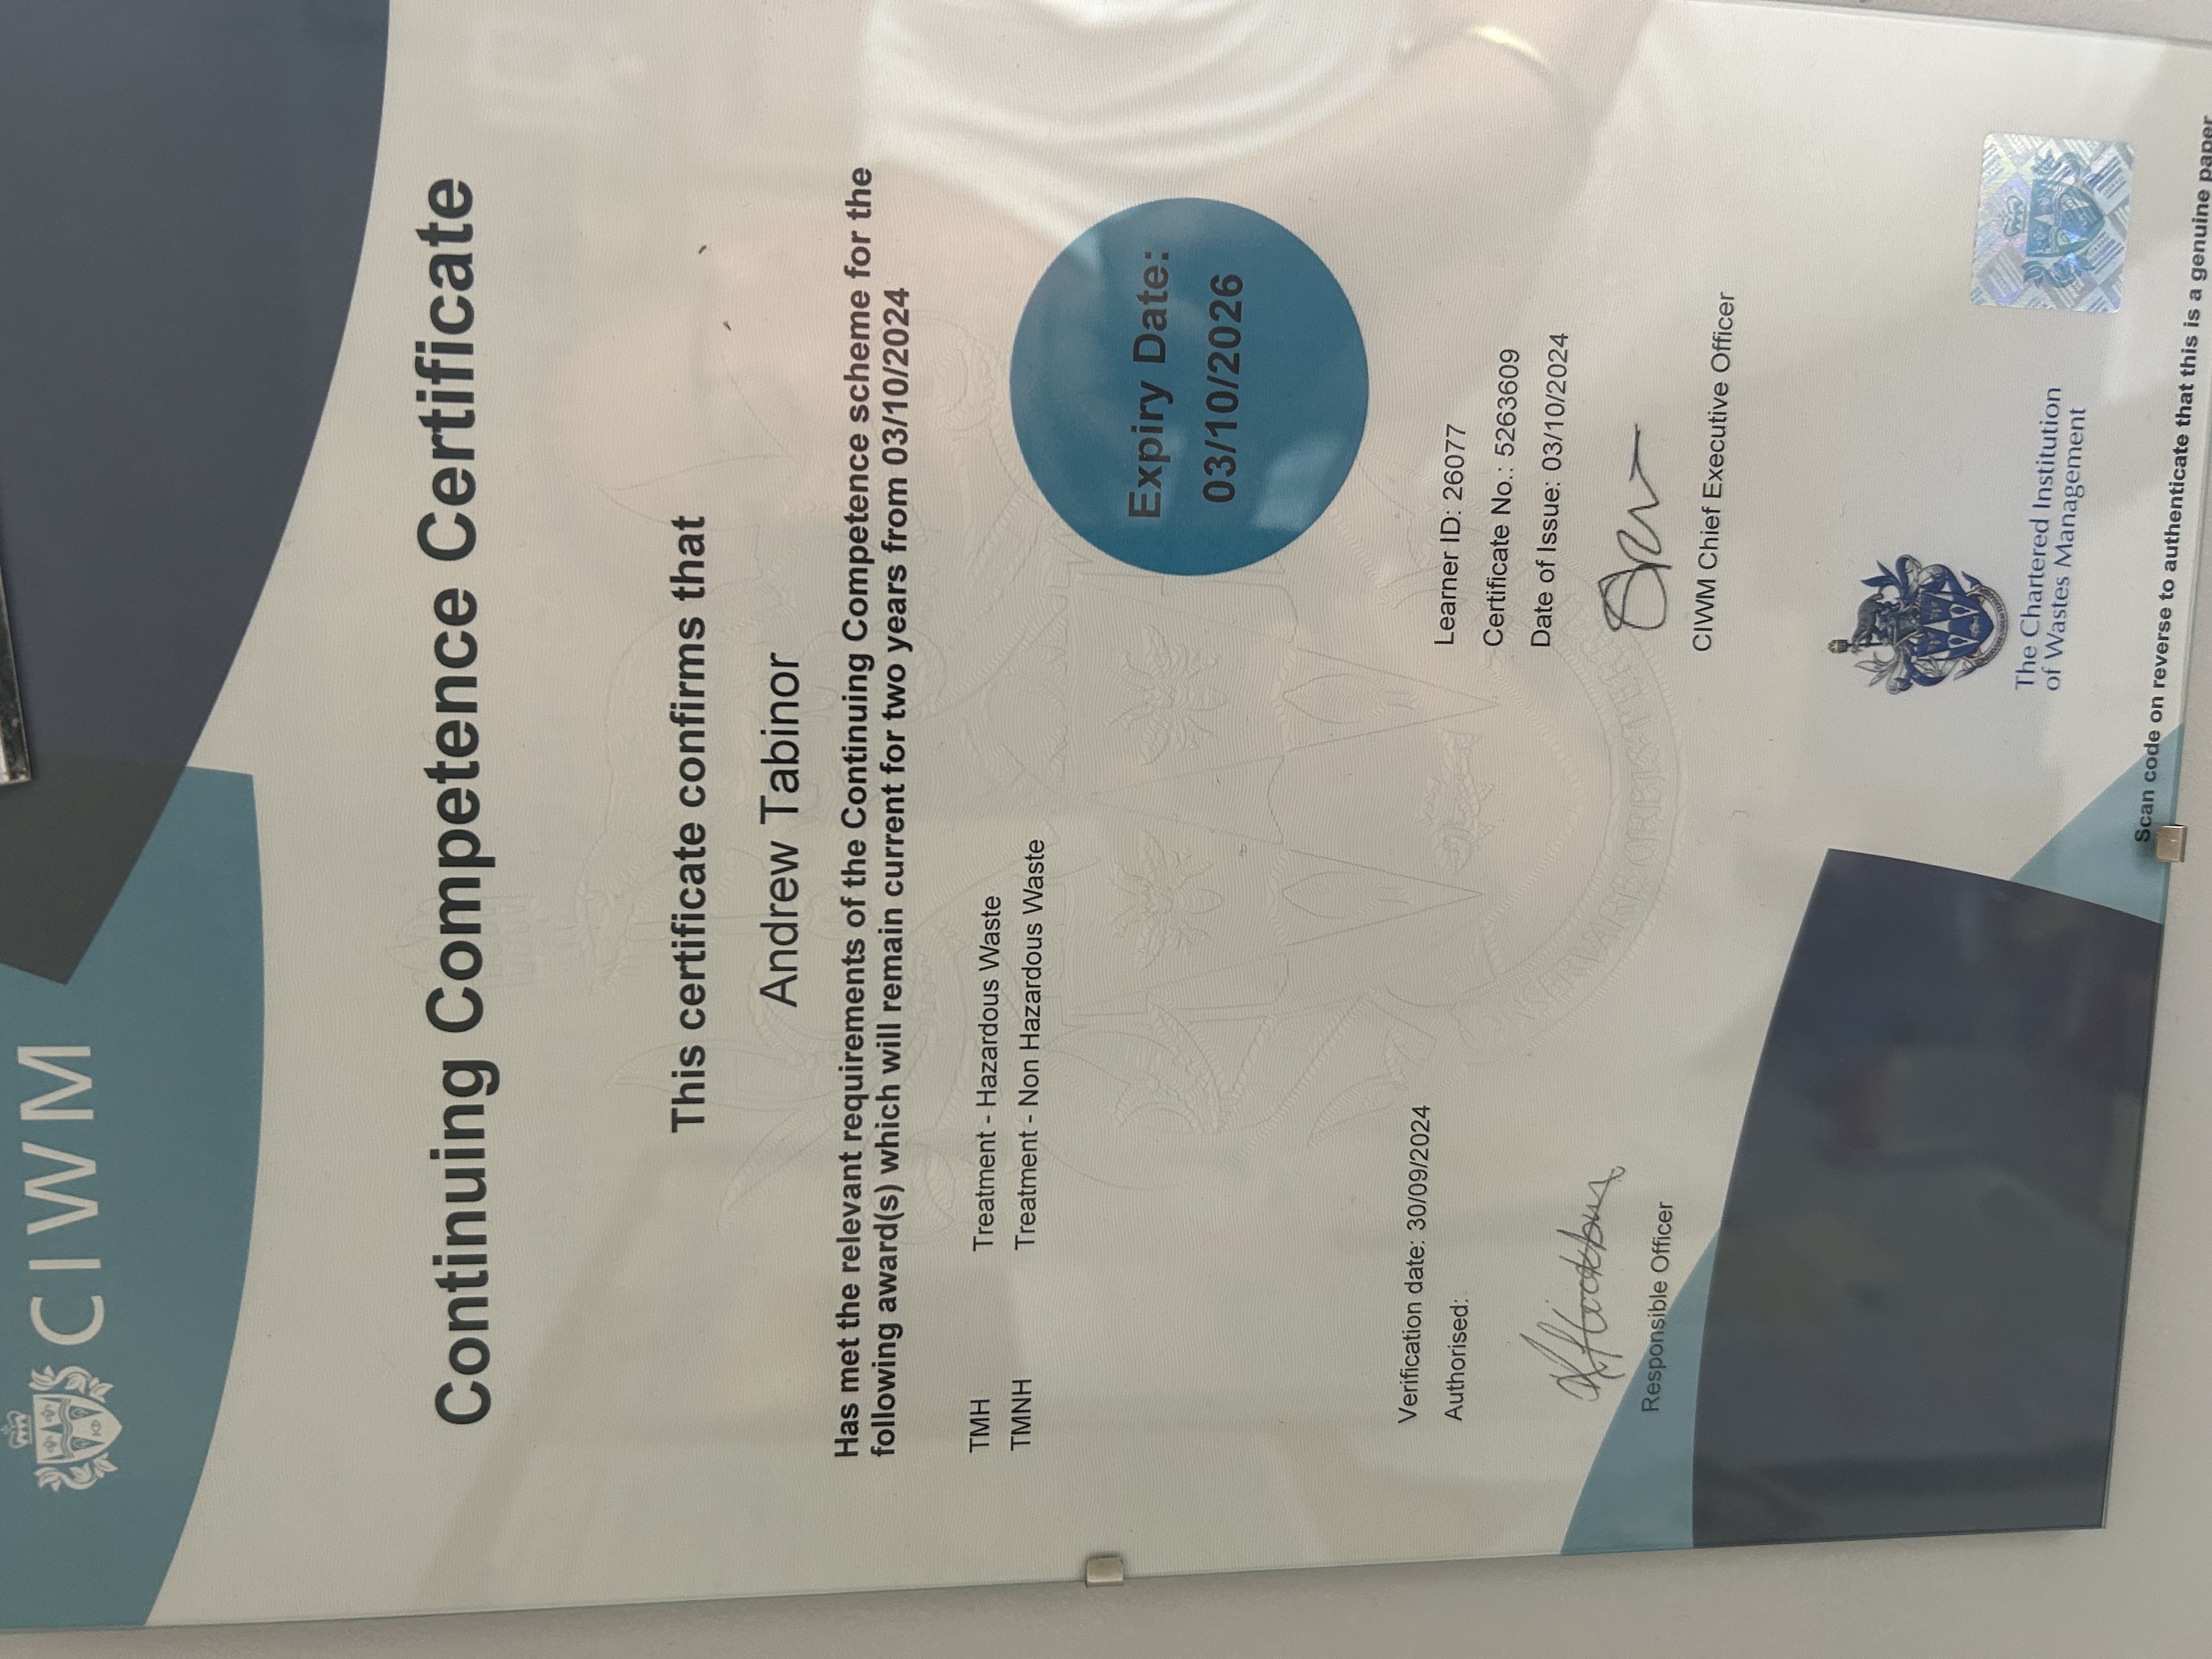 CIWM
Continuing Competence Certificate
This certificate confirms that
Andrew Tabinor
Has met the relevant requirements of the Continuing Competence scheme for the
following award(s) which will remain current for two years from 03/10/2024
TMH Treatment - Hazardous Waste
TMNH Treatment - Non Hazardous Waste
Expiry Date:
03/10/2026
Verification date: 30/09/2024
Authorised:
Responsible Officer
Learner ID: 26077
Certificate No.: 5263609
Date of Issue: 03/10/2024
CIWM Chief Executive Officer
The Chartered Institution
of Wastes Management
Scan code on reverse to authenticate that this is a genuine paper